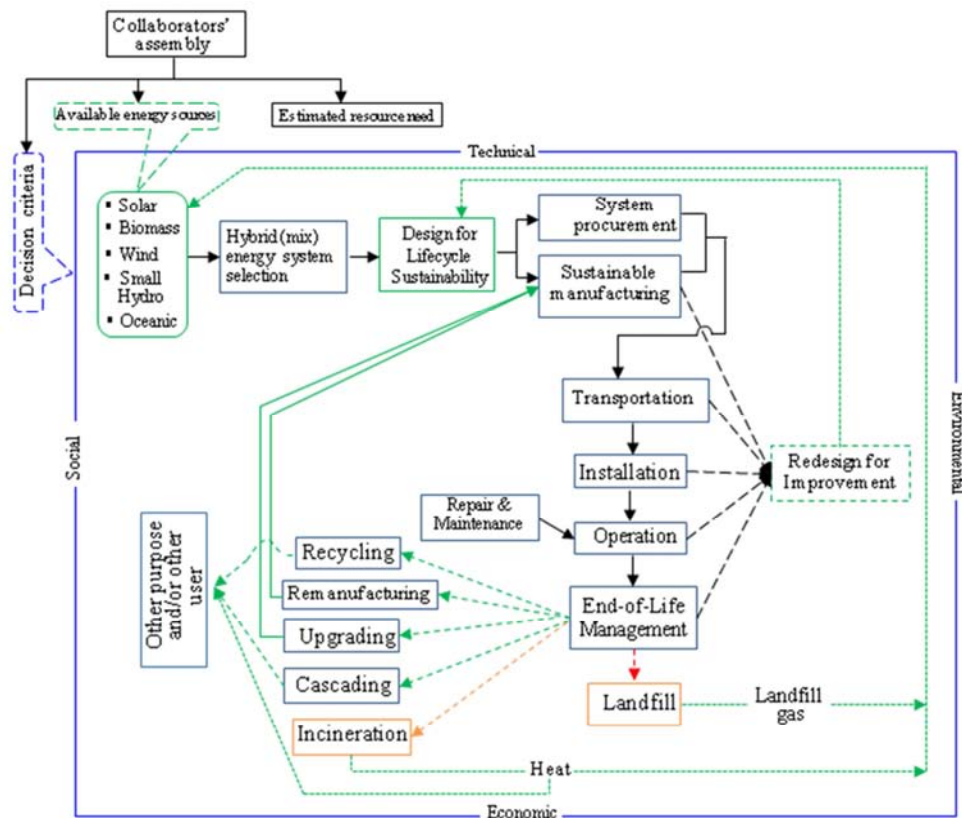 Collaborators'
assembly
Available energy sources
Estimated resource need
Decision criteria
Technical
▪ Solar
▪ Biomass
▪ Wind
▪ Small
Hydro
▪ Oceanic
Hybrid (mix)
energy system
selection
Design for
Lifecycle
Sustainability
System
procurement
Sustainable
manufacturing
Transportation
Social
Environmental
Installation
Redesign for
Improvement
Repair &
Maintenance
Operation
Other purpose
and/or other
user
Recycling
Remanufacturing
Upgrading
Cascading
Incineration
End-of-Life
Management
Landfill
Landfill
gas
Heat
Economic